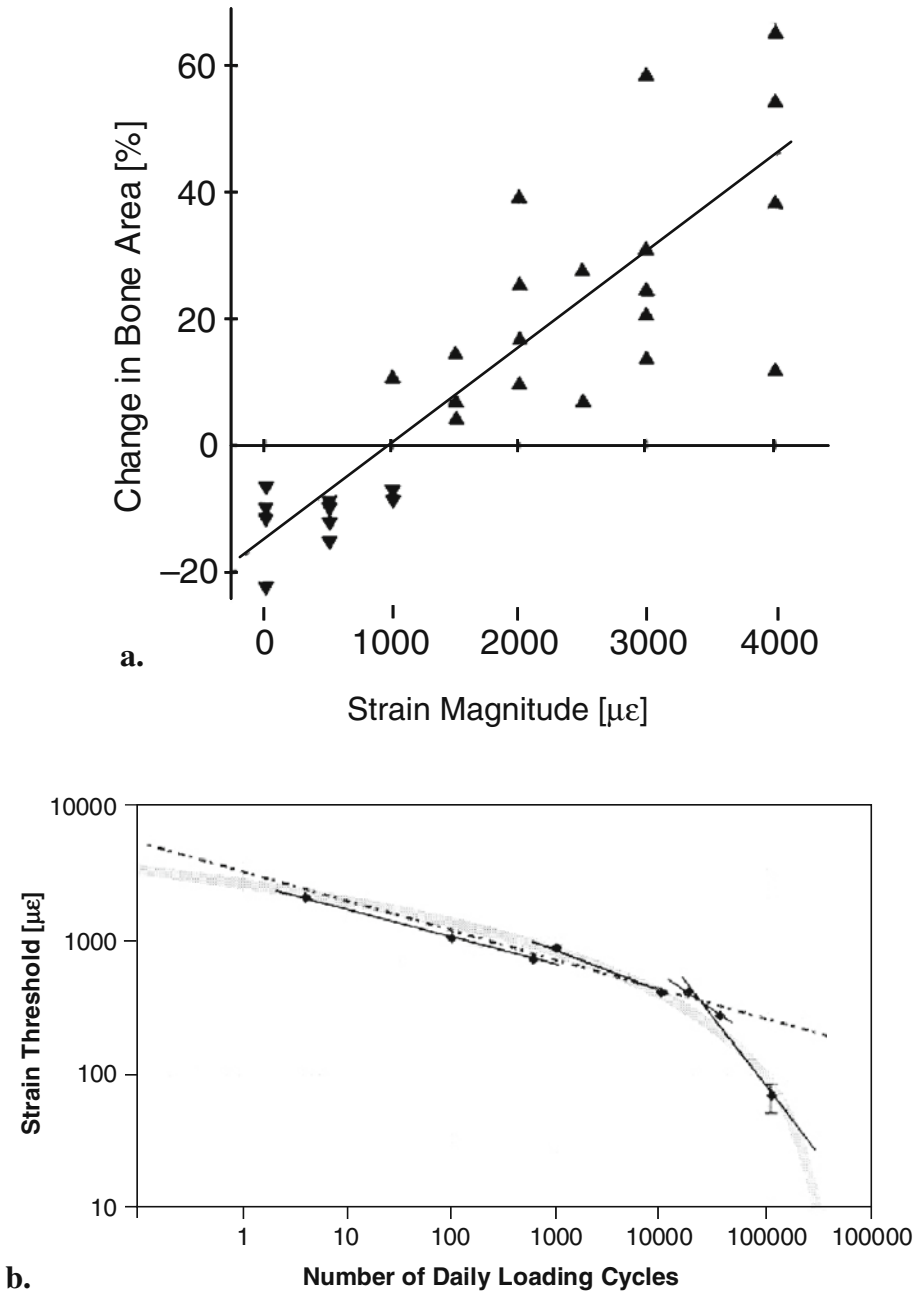 Change in Bone Area [%]
60
40
20
0
–20
0 1000 2000 3000 4000
a.
Strain Magnitude [με]
Strain Threshold [με]
10000
1000
100
10
1 10 100 1000 10000 100000 100000
b.
Number of Daily Loading Cycles